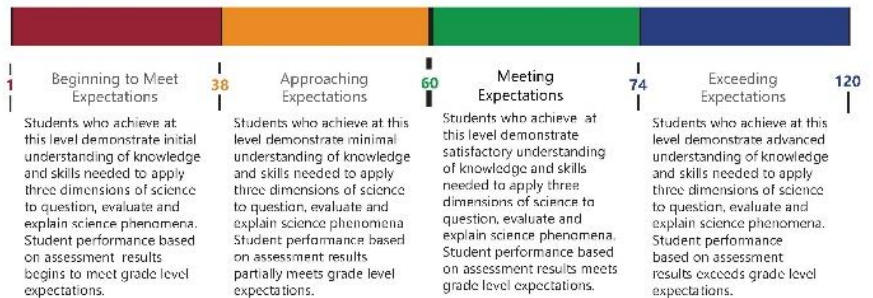 Beginning to Meet
Expectations
Approaching
Expectations
Meeting
Expectations
Exceeding
Expectations
1
38
60
74
120
Students who achieve at
this level demonstrate initial
understanding of knowledge
and skills needed to apply
three dimensions of science
to question, evaluate and
explain science phenomena.
Student performance based
on assessment results
begins to meet grade level
expectations.
Students who achieve at this
level demonstrate minimal
understanding of knowledge
and skills needed to apply
three dimensions of science
to question, evaluate and
explain science phenomena
Student performance based
on assessment results
partially meets grade level
expectations.
Students who achieve at
this level demonstrate
satisfactory understanding
of knowledge and skills
needed to apply three
dimensions of science to
question, evaluate and
explain science phenomena.
Student performance based
on assessment results meets
grade level expectations.
Students who achieve at this
level demonstrate advanced
understanding of knowledge
and skills needed to apply
three dimensions of science
to question, evaluate and
explain science phenomena.
Student performance
based on assessment
results exceeds grade level
expectations.